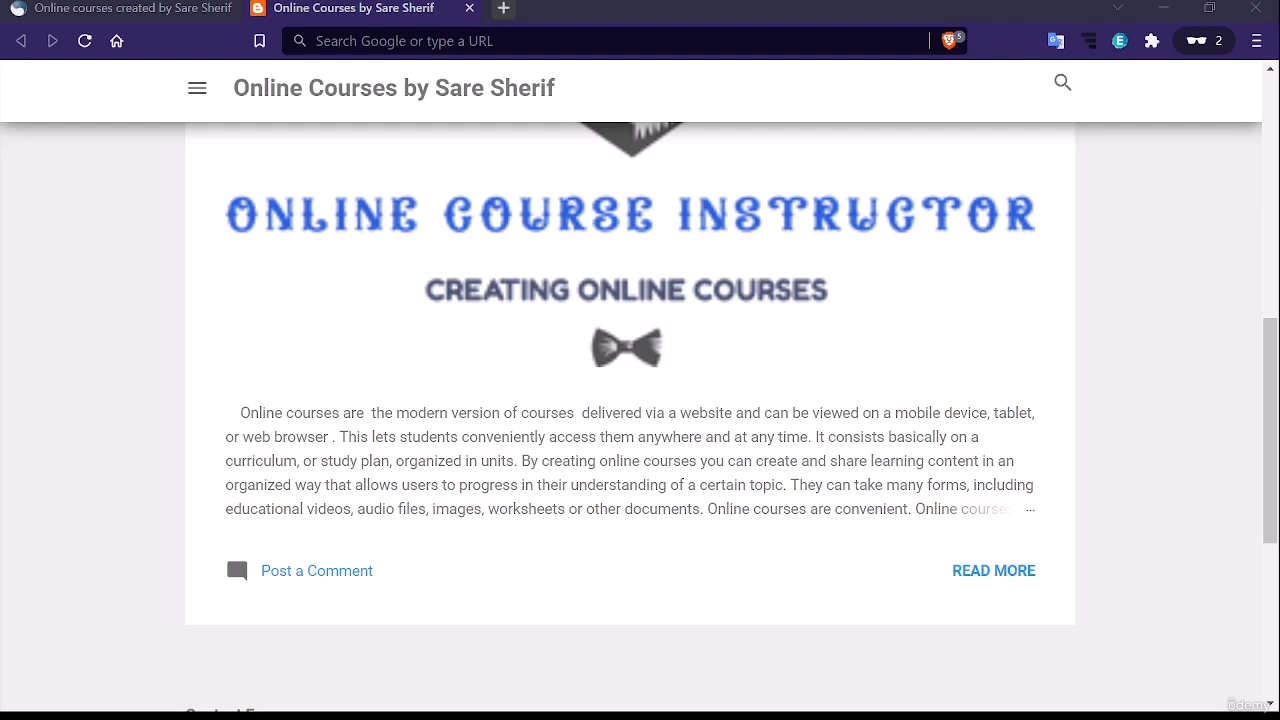 Online courses created by Sare Sherif
Online Courses by Sare Sherif
Search Google or type a URL
5
2
Online Courses by Sare Sherif
ONLINE COURSE INSTRUCTOR
CREATING ONLINE COURSES
Online courses are the modern version of courses delivered via a website and can be viewed on a mobile device, tablet,
or web browser . This lets students conveniently access them anywhere and at any time. It consists basically on a
curriculum, or study plan, organized in units. By creating online courses you can create and share learning content in an
organized way that allows users to progress in their understanding of a certain topic. They can take many forms, including
educational videos, audio files, images, worksheets or other documents. Online courses are convenient. Online courses ...
Post a Comment
READ MORE
Udemy